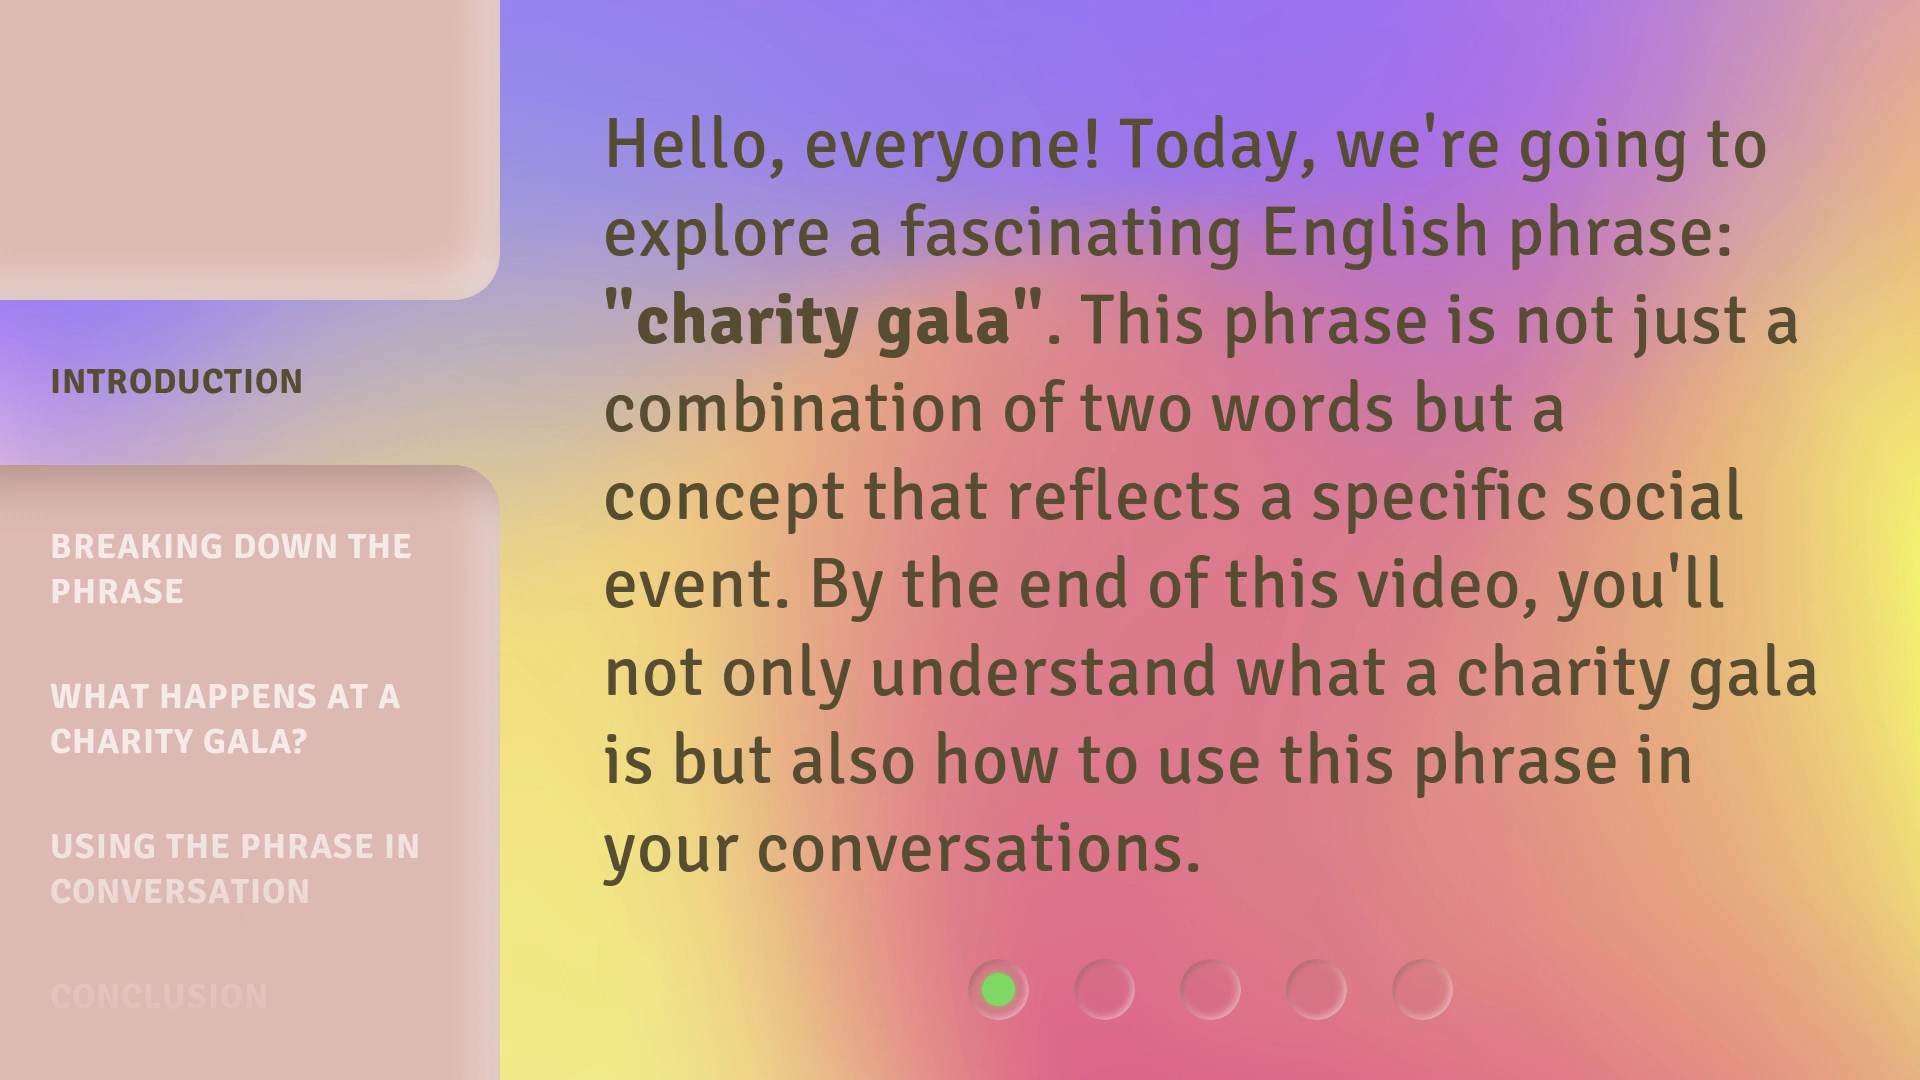 INTRODUCTION
BREAKING DOWN THE
PHRASE
WHAT HAPPENS AT A
CHARITY GALA?
USING THE PHRASE IN
CONVERSATION
CONCLUSION
Hello, everyone! Today, we're going to
explore a fascinating English phrase:
"charity gala". This phrase is not just a
combination of two words but a
concept that reflects a specific social
event. By the end of this video, you'll
not only understand what a charity gala
is but also how to use this phrase in
your conversations.